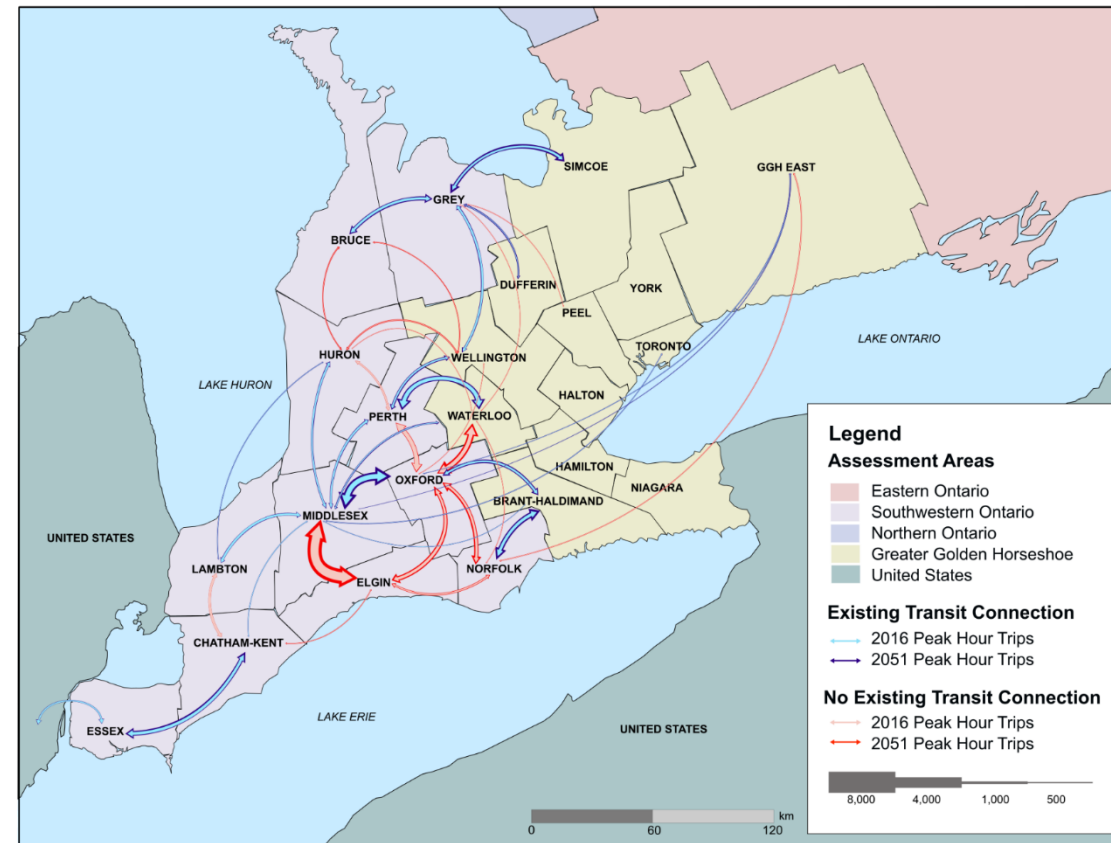 SIMCOE
GGH EAST
GREY
BRUCE
DUFFERIN
YORK
PEEL
TORONTO
LAKE ONTARIO
HURON
WELLINGTON
LAKE HURON
HALTON
PERTH
WATERLOO
HAMILTON
OXFORD
NIAGARA
BRANT-HALDIMAND
MIDDLESEX
UNITED STATES
LAMBTON
NORFOLK
ELGIN
CHATHAM-KENT
LAKE ERIE
ESSEX
UNITED STATES
km
0
60
120
Legend
Assessment Areas
Eastern Ontario
Southwestern Ontario
Northern Ontario
Greater Golden Horseshoe
United States
Existing Transit Connection
2016 Peak Hour Trips
2051 Peak Hour Trips
No Existing Transit Connection
2016 Peak Hour Trips
2051 Peak Hour Trips
8,000 4,000 1,000 500